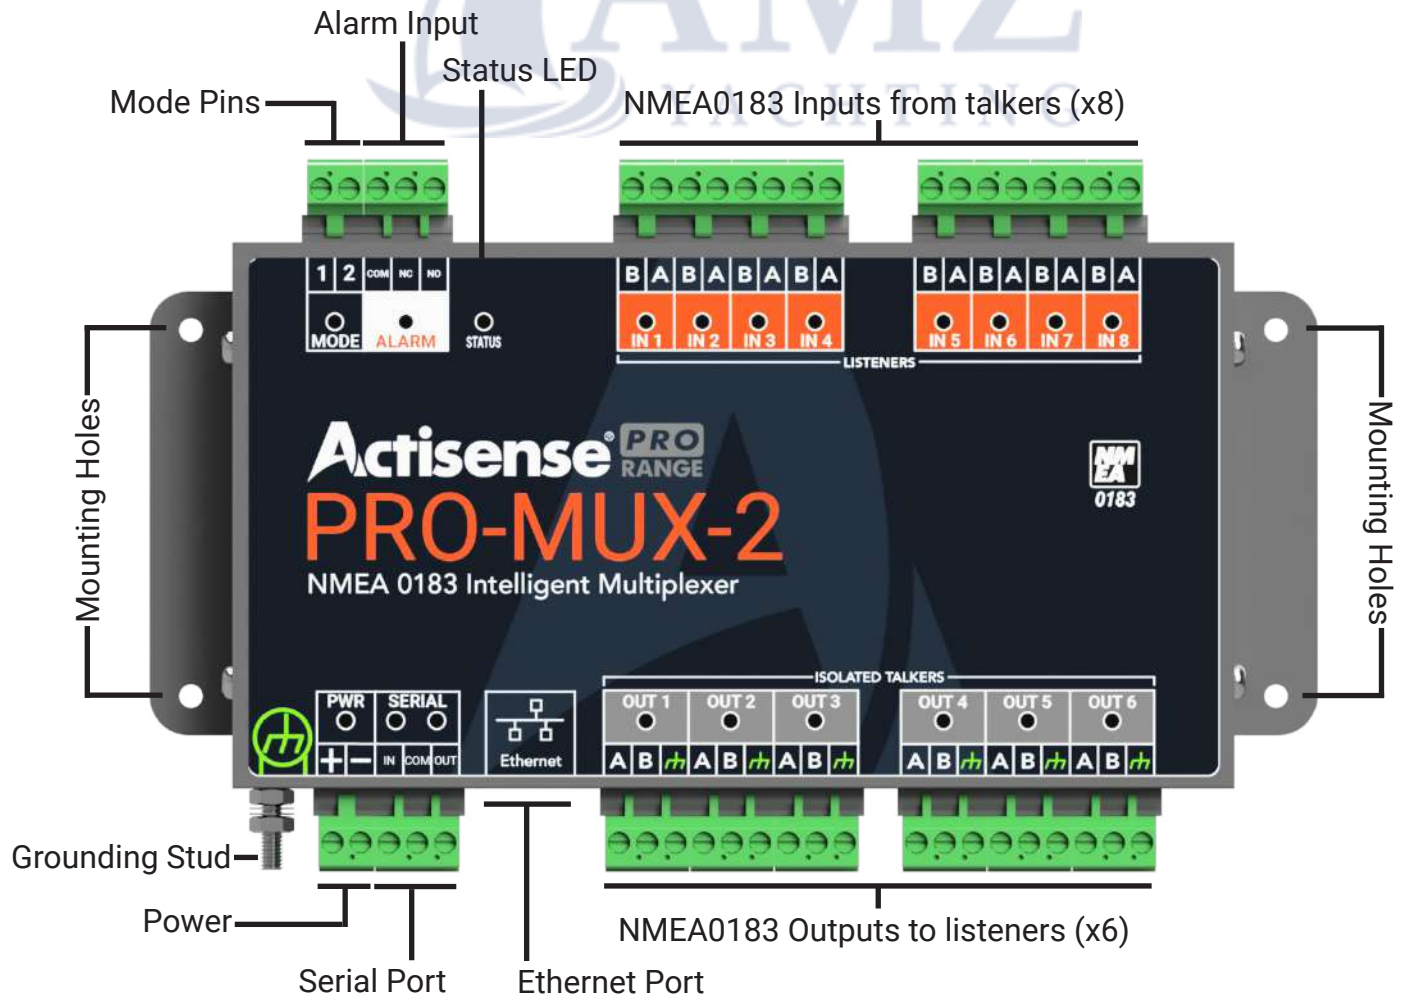 AMZ
YACHTING
Alarm Input
Status LED
Mode Pins
NMEA0183 Inputs from talkers (x8)
1 2 COM NC NO
B A B A B A B A B A B A B A B A
MODE ALARM STATUS
IN 1 IN 2 IN 3 IN 4 IN 5 IN 6 IN 7 IN 8
LISTENERS
Mounting Holes
Mounting Holes
Actisense® PRO RANGE
PRO-MUX-2
NMEA 0183 Intelligent Multiplexer
NMEA
0183
ISOLATED TALKERS
PWR SERIAL
OUT 1 OUT 2 OUT 3 OUT 4 OUT 5 OUT 6
+ − IN COM OUT
Ethernet
A B A B A B A B A B A B
Grounding Stud
Power
NMEA0183 Outputs to listeners (x6)
Serial Port
Ethernet Port